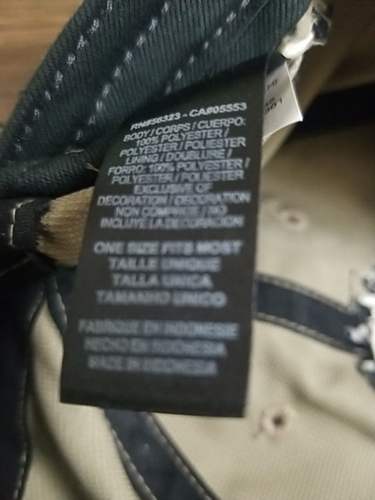 RN#56323 - CA#05553
BODY / CORPS / CUERPO:
100% POLYESTER /
POLYESTER / POLIESTER
LINING / DOUBLURE /
FORRO: 100% POLYESTER /
POLYESTER / POLIESTER
EXCLUSIVE OF
DECORATION / DECORATION
NON COMPRISE / NO
INCLUYE LA DECORACION
ONE SIZE FITS MOST
TAILLE UNIQUE
TALLA UNICA
TAMANHO UNICO
FABRIQUE EN INDONESIE
HECHO EN INDONESIA
MADE IN INDONESIA